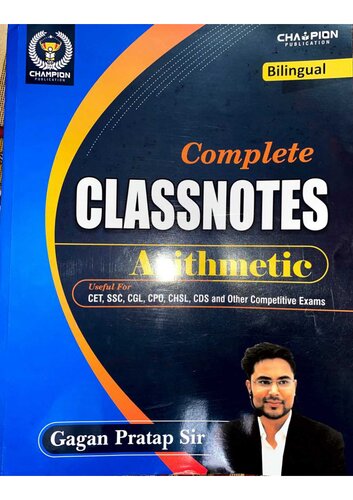 CHAMPION
PUBLICATION
CHAMPION
PUBLICATION
Bilingual
Complete
CLASSNOTES
Arithmetic
Useful For
CET, SSC, CGL, CPO, CHSL, CDS and Other Competitive Exams
Gagan Pratap Sir